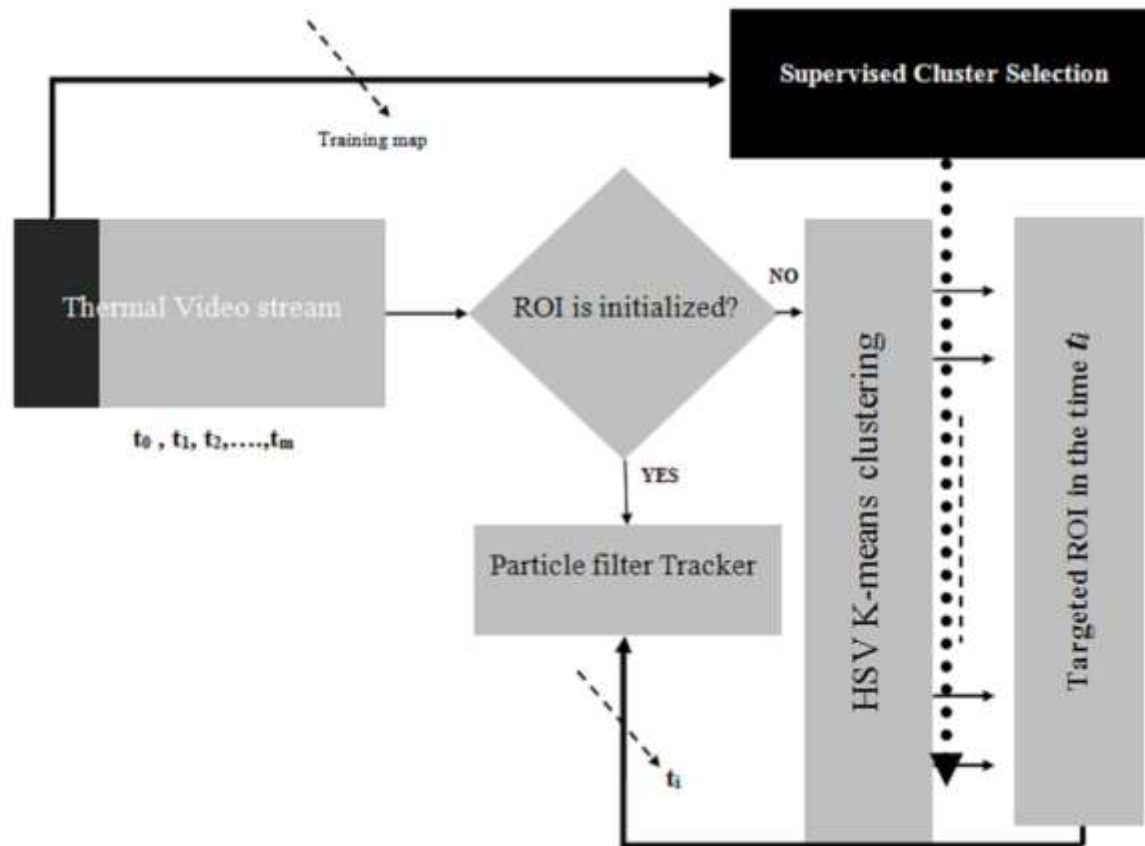 Supervised Cluster Selection
Training map
Thermal Video stream
t₀ , t₁, t₂,....,tₘ
ROI is initialized?
NO
YES
Particle filter Tracker
tᵢ
HSV K-means clustering
Targeted ROI in the time tᵢ